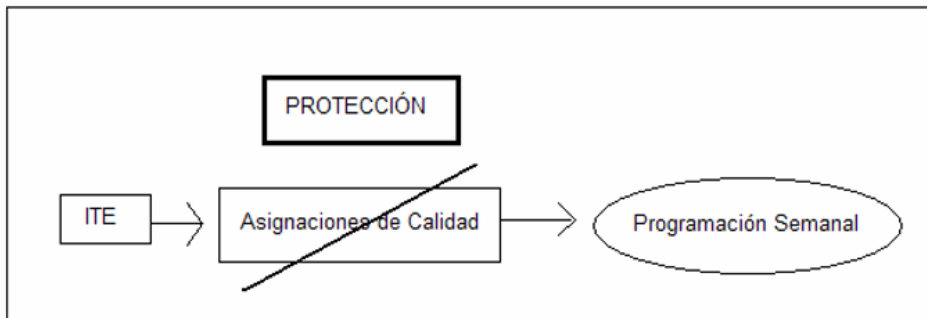 PROTECCIÓN
ITE
Asignaciones de Calidad
Programación Semanal